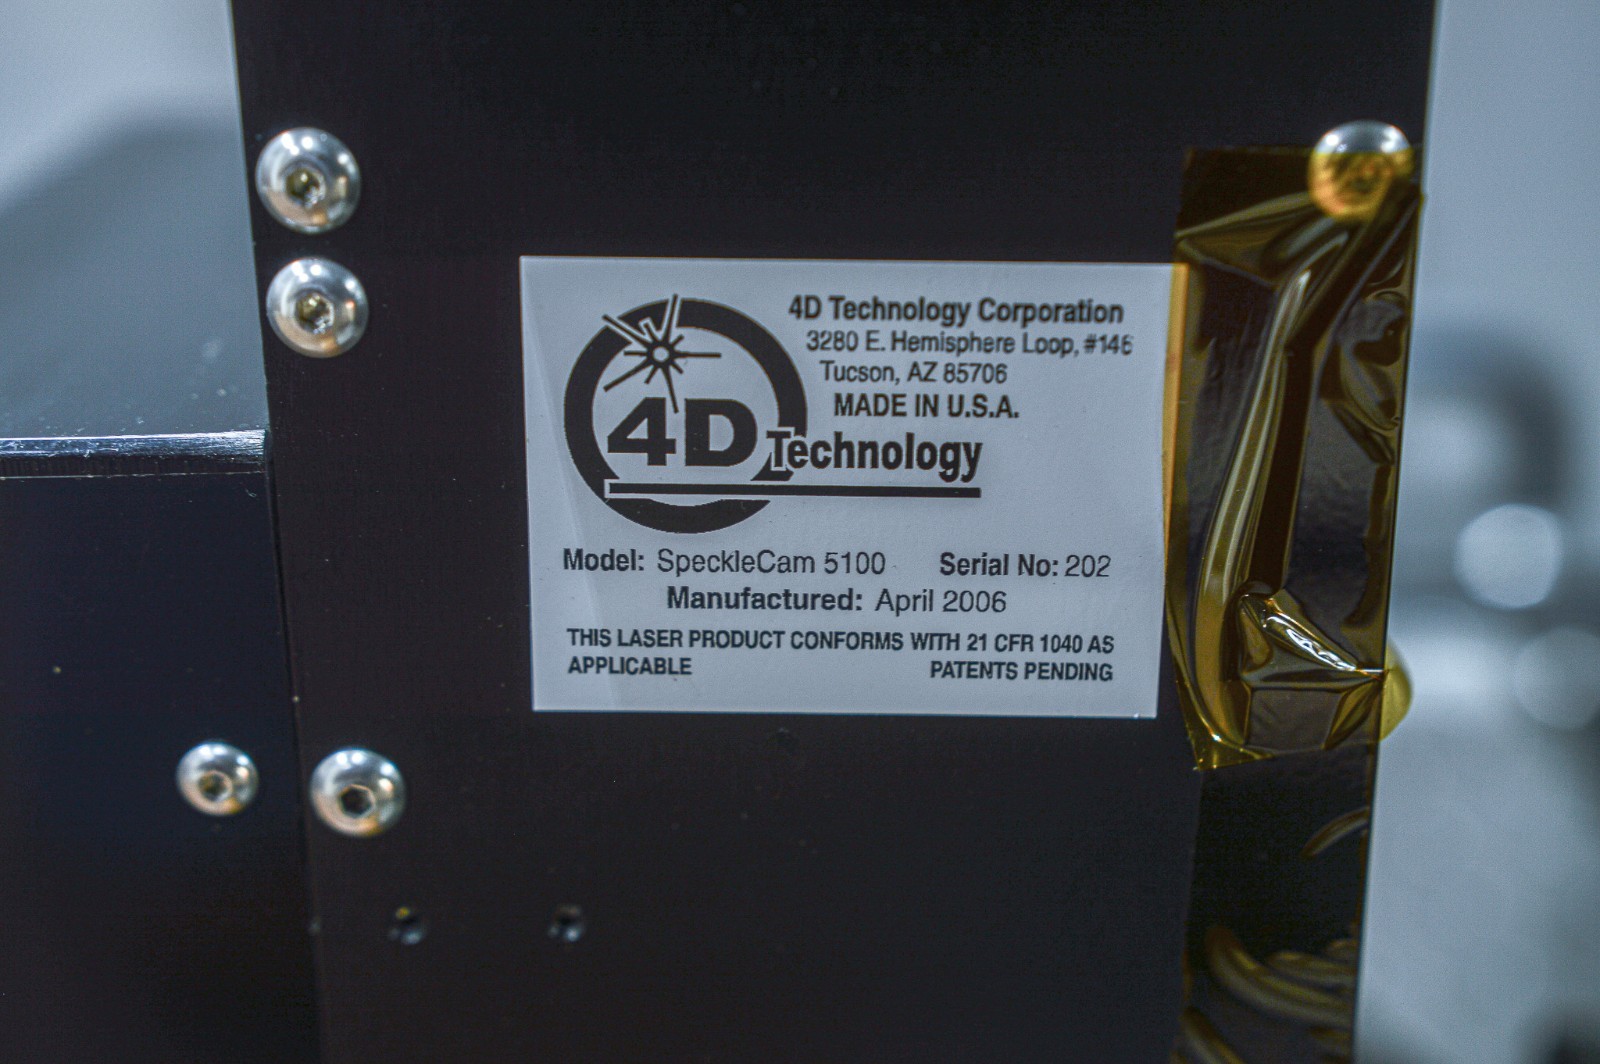 4D Technology Corporation
3280 E. Hemisphere Loop, #146
Tucson, AZ 85706
MADE IN U.S.A.
4D Technology
Model: SpeckleCam 5100 Serial No: 202
Manufactured: April 2006
THIS LASER PRODUCT CONFORMS WITH 21 CFR 1040 AS
APPLICABLE PATENTS PENDING